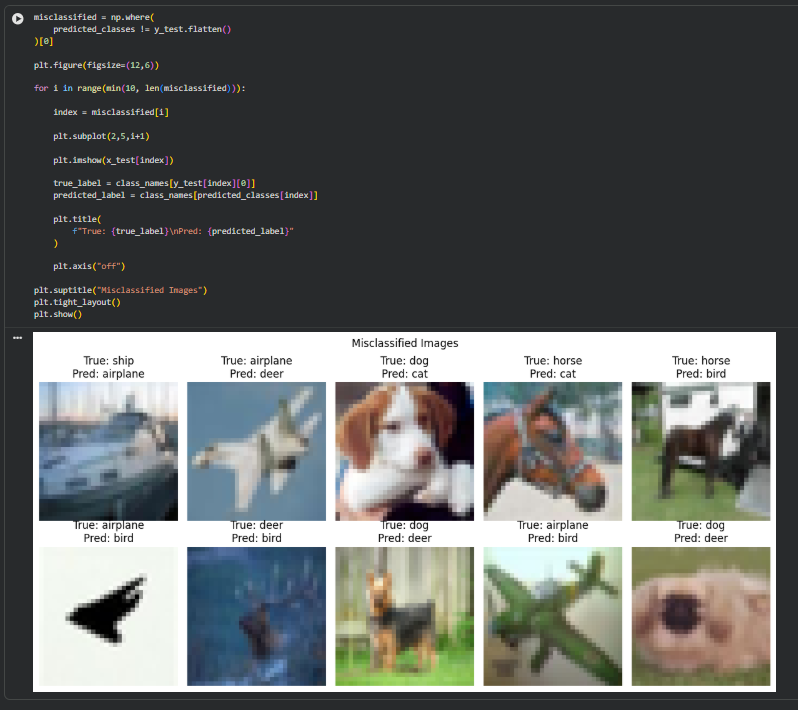 misclassified = np.where(
    predicted_classes != y_test.flatten()
)[0]
plt.figure(figsize=(12,6))
for i in range(min(10, len(misclassified))):
    index = misclassified[i]
    plt.subplot(2,5,i+1)
    plt.imshow(x_test[index])
    true_label = class_names[y_test[index][0]]
    predicted_label = class_names[predicted_classes[index]]
    plt.title(
        f"True: {true_label}\nPred: {predicted_label}"
    )
    plt.axis("off")
plt.suptitle("Misclassified Images")
plt.tight_layout()
plt.show()
Misclassified Images
True: ship
Pred: airplane
True: airplane
Pred: deer
True: dog
Pred: cat
True: horse
Pred: cat
True: horse
Pred: bird
True: airplane
Pred: bird
True: deer
Pred: bird
True: dog
Pred: deer
True: airplane
Pred: bird
True: dog
Pred: deer